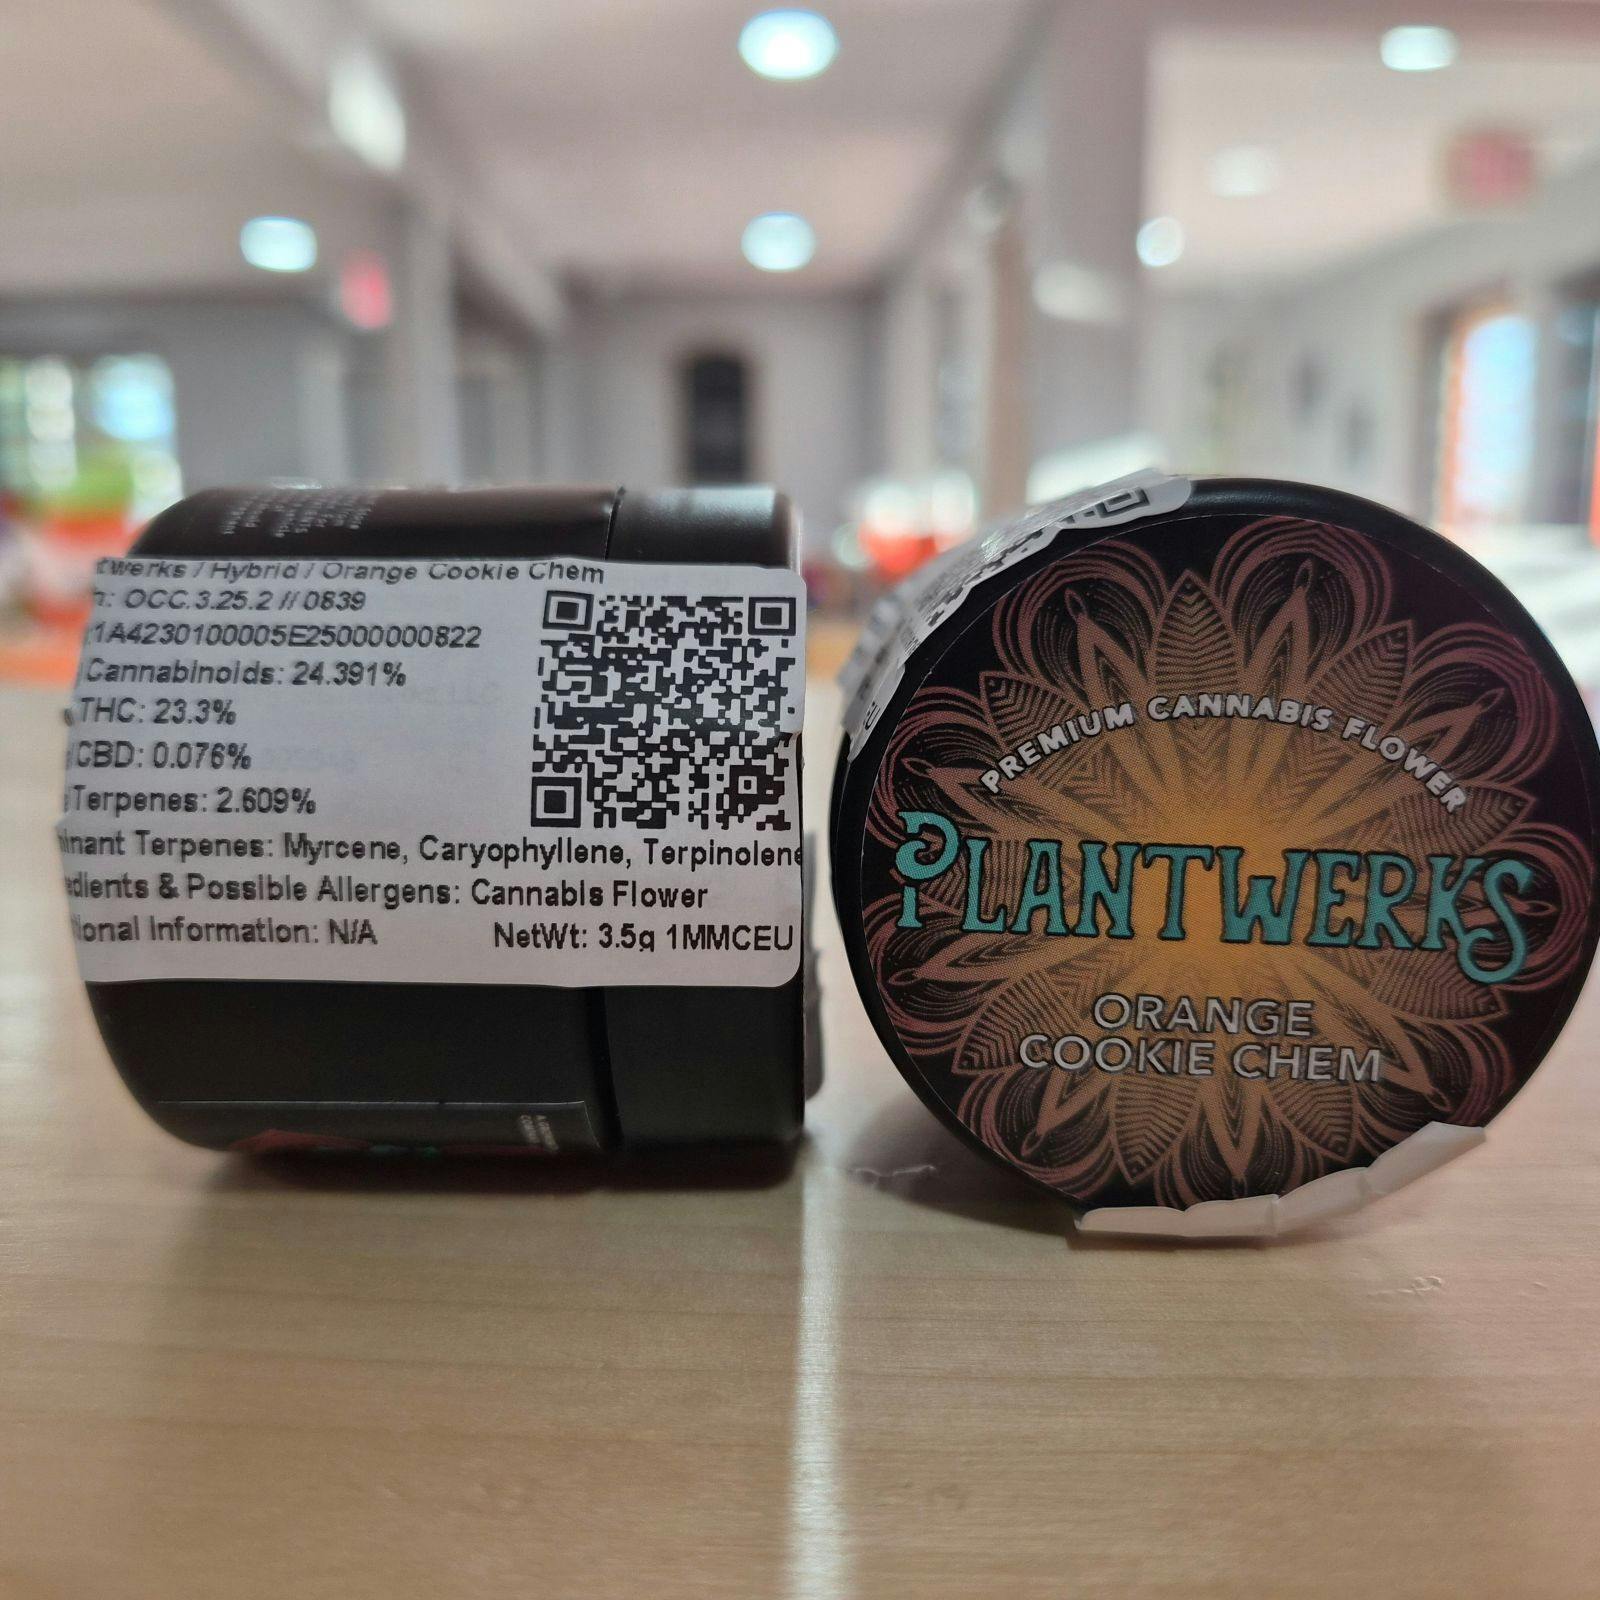 twerks / Hybrid / Orange Cookie Chem
h: OCC.3.25.2 // 0839
1A4230100005E25000000822
Cannabinoids: 24.391%
THC: 23.3%
CBD: 0.076%
Terpenes: 2.609%
inant Terpenes: Myrcene, Caryophyllene, Terpinolene
edients & Possible Allergens: Cannabis Flower
ional Information: N/A NetWt: 3.5g 1MMCEU
EU
PREMIUM CANNABIS FLOWER
PLANTWERKS
ORANGE
COOKIE CHEM